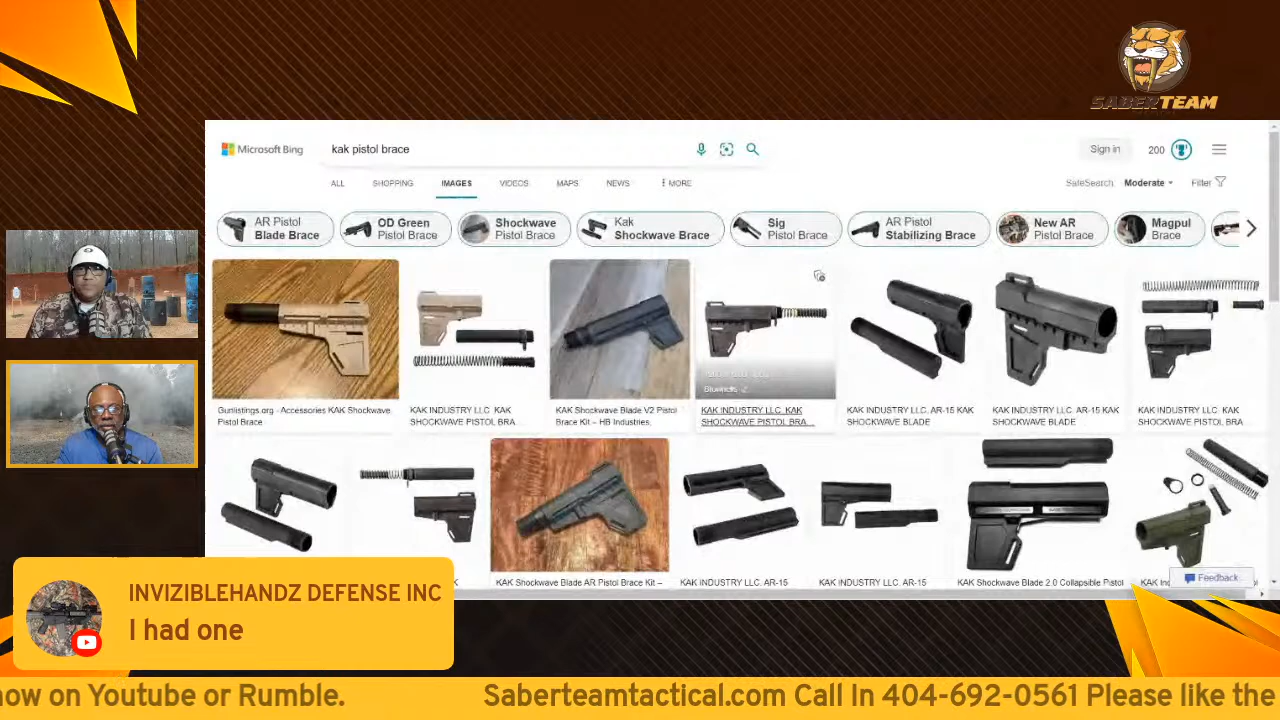 SABERTEAM
Microsoft Bing
kak pistol brace
Sign in
200
ALL
SHOPPING
IMAGES
VIDEOS
MAPS
NEWS
MORE
SafeSearch:
Moderate
Filter
AR Pistol
Blade Brace
OD Green
Pistol Brace
Shockwave
Pistol Brace
Kak
Shockwave Brace
Sig
Pistol Brace
AR Pistol
Stabilizing Brace
New AR
Pistol Brace
Magpul
Brace
Gunlistings.org - Accessories KAK Shockwave
Pistol Brace
KAK INDUSTRY LLC. KAK
SHOCKWAVE PISTOL BRA...
KAK Shockwave Blade V2 Pistol
Brace Kit – HB Industries,
KAK INDUSTRY LLC. KAK
SHOCKWAVE PISTOL BRA...
KAK INDUSTRY LLC. AR-15 KAK
SHOCKWAVE BLADE
KAK INDUSTRY LLC. AR-15 KAK
SHOCKWAVE BLADE
KAK INDUSTRY LLC. KAK
SHOCKWAVE PISTOL BRA...
KAK Shockwave Blade AR Pistol Brace Kit –
KAK INDUSTRY LLC. AR-15
KAK INDUSTRY LLC. AR-15
KAK Shockwave Blade 2.0 Collapsible Pistol
Feedback
INVIZIBLEHANDZ DEFENSE INC
I had one
now on Youtube or Rumble.
Saberteamtactical.com Call In 404-692-0561 Please like the